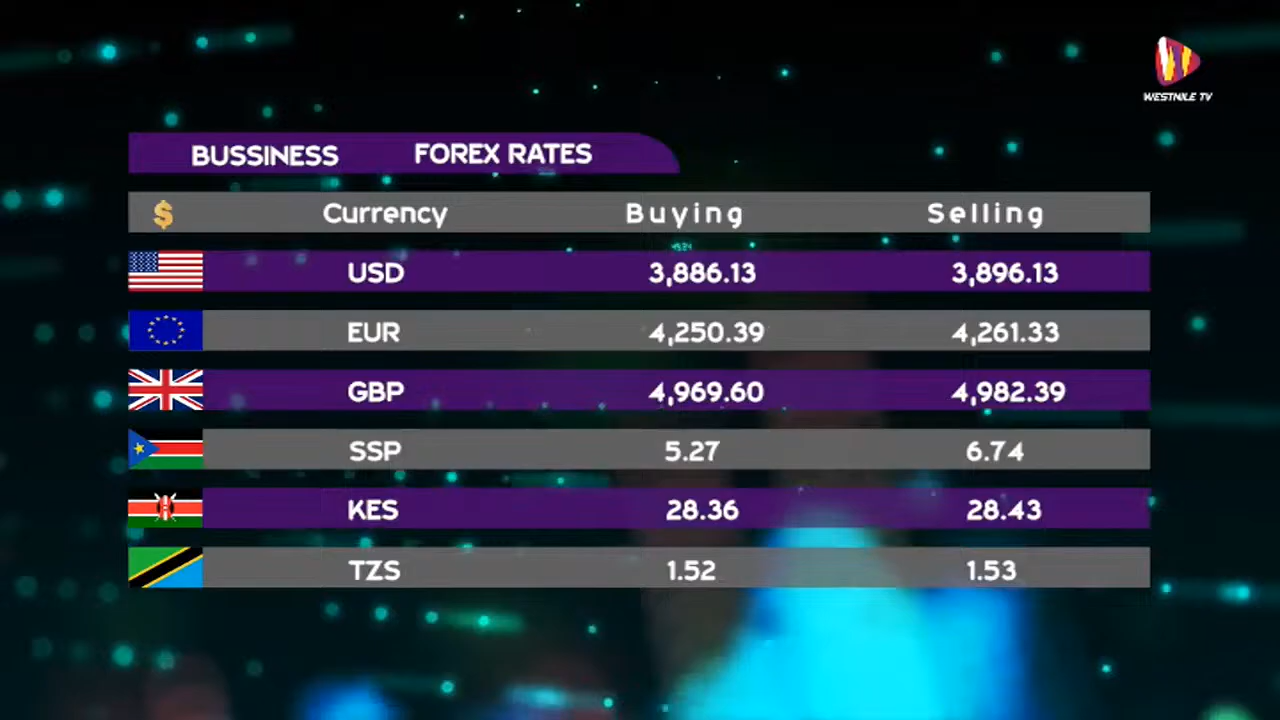 WESTNILE TV
BUSSINESS FOREX RATES
$ Currency Buying Selling
USD 3,886.13 3,896.13
EUR 4,250.39 4,261.33
GBP 4,969.60 4,982.39
SSP 5.27 6.74
KES 28.36 28.43
TZS 1.52 1.53